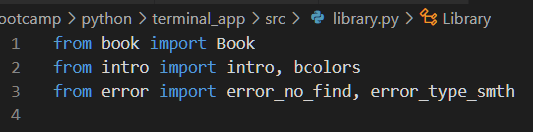 ootcamp > python > terminal_app > src > library.py > Library
1 from book import Book
2 from intro import intro, bcolors
3 from error import error_no_find, error_type_smth
4